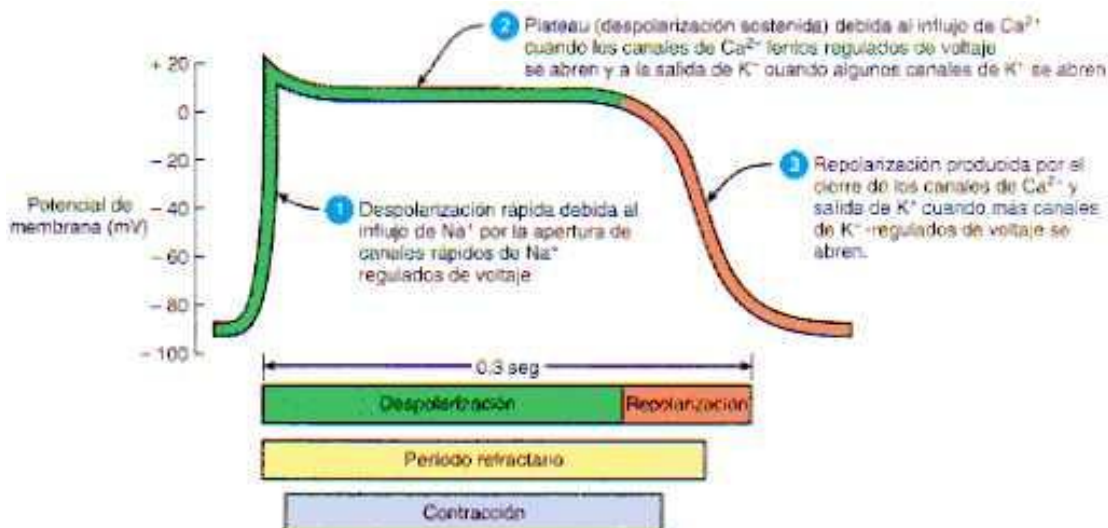 2 Plateau (despolarización sostenida) debida al influjo de Ca²⁺
cuando los canales de Ca²⁺ lentos regulados de voltaje
se abren y a la salida de K⁺ cuando algunos canales de K⁺ se abren
+ 20
0
– 20
– 40
– 60
– 80
– 100
Potencial de
membrana (mV)
1 Despolarización rápida debida al
influjo de Na⁺ por la apertura de
canales rápidos de Na⁺
regulados de voltaje
3 Repolarización producida por el
cierre de los canales de Ca²⁺ y
salida de K⁺ cuando más canales
de K⁺ regulados de voltaje se
abren.
0,3 seg
Despolarización
Repolarización
Período refractario
Contracción